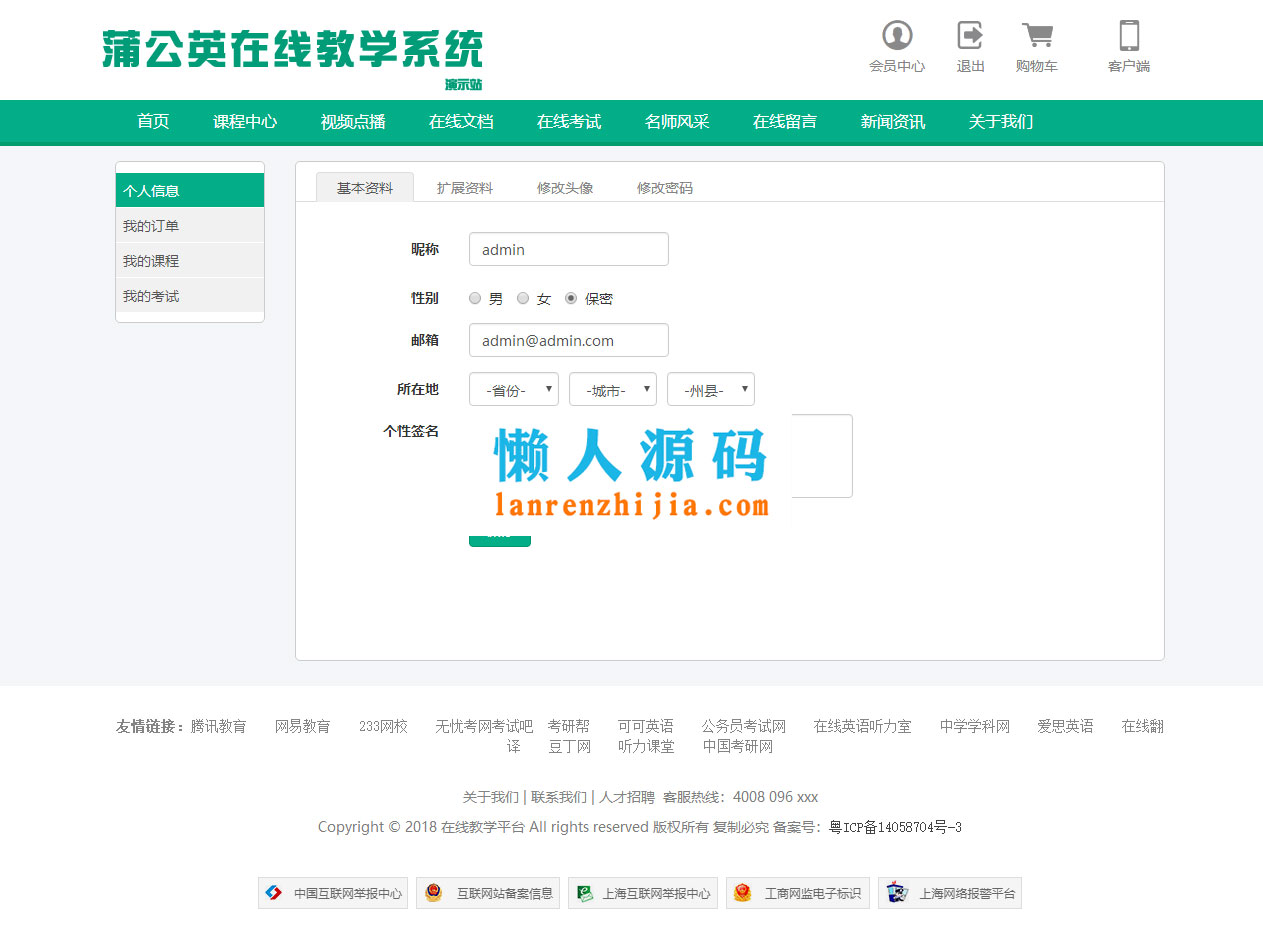 蒲公英在线教学系统
演示站
会员中心 退出 购物车 客户端
首页 课程中心 视频点播 在线文档 在线考试 名师风采 在线留言 新闻资讯 关于我们
个人信息
我的订单
我的课程
我的考试
基本资料 扩展资料 修改头像 修改密码
昵称 admin
性别 男 女 保密
邮箱 admin@admin.com
所在地 -省份- -城市- -州县-
个性签名
懒人源码
lanrenzhijia.com
友情链接：腾讯教育 网易教育 233网校 无忧考网考试吧 考研帮 可可英语 公务员考试网 在线英语听力室 中学学科网 爱思英语 在线翻
译 豆丁网 听力课堂 中国考研网
关于我们 | 联系我们 | 人才招聘 客服热线：4008 096 xxx
Copyright © 2018 在线教学平台 All rights reserved 版权所有 复制必究 备案号：粤ICP备14058704号-3
中国互联网举报中心 互联网站备案信息 上海互联网举报中心 工商网监电子标识 上海网络报警平台